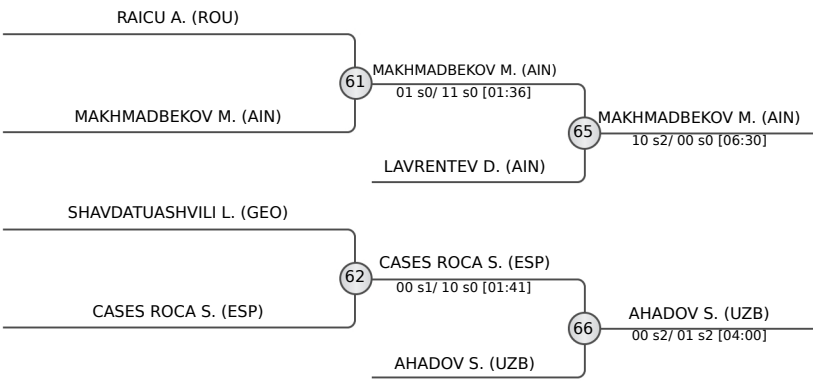 RAICU A. (ROU)
61
MAKHMADBEKOV M. (AIN)
01 s0/ 11 s0 [01:36]
MAKHMADBEKOV M. (AIN)
65
MAKHMADBEKOV M. (AIN)
10 s2/ 00 s0 [06:30]
LAVRENTEV D. (AIN)
SHAVDATUASHVILI L. (GEO)
62
CASES ROCA S. (ESP)
00 s1/ 10 s0 [01:41]
CASES ROCA S. (ESP)
66
AHADOV S. (UZB)
00 s2/ 01 s2 [04:00]
AHADOV S. (UZB)